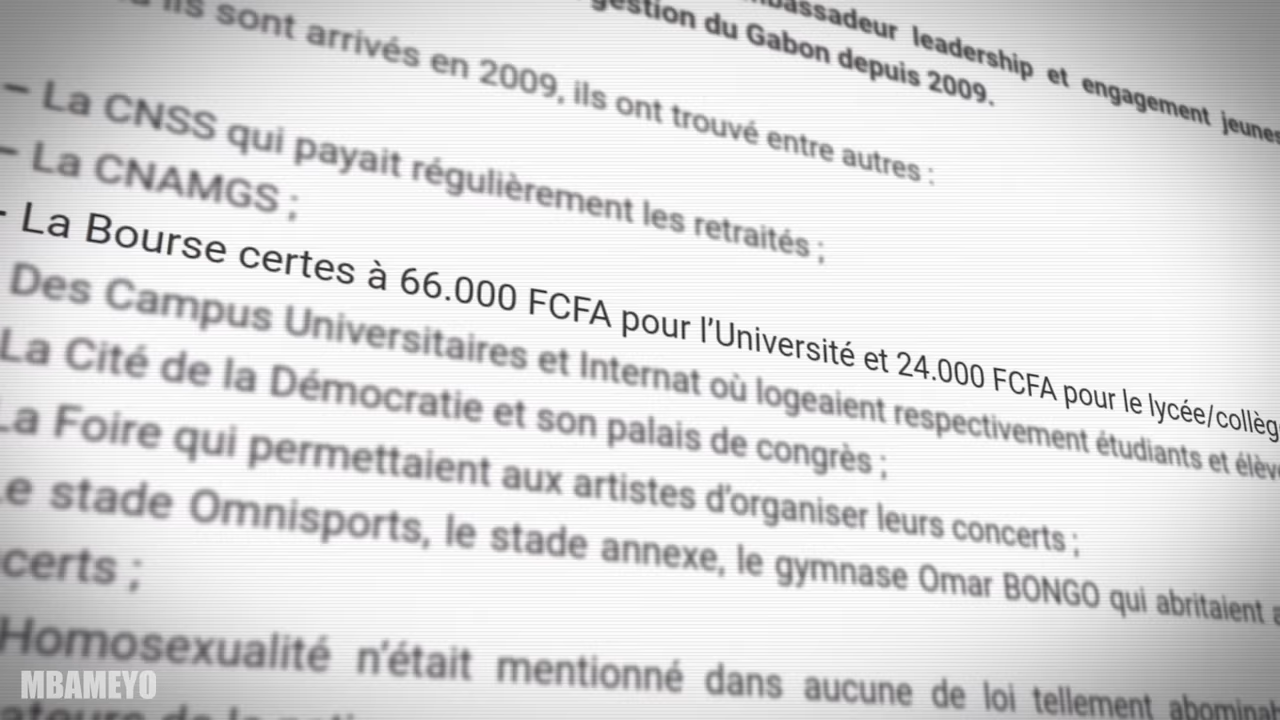 ambassadeur leadership et engagement jeunes
gestion du Gabon depuis 2009.
ils sont arrivés en 2009, ils ont trouvé entre autres :
– La CNSS qui payait régulièrement les retraités ;
– La CNAMGS ;
- La Bourse certes à 66.000 FCFA pour l’Université et 24.000 FCFA pour le lycée/collèg
Des Campus Universitaires et Internat où logeaient respectivement étudiants et élèv
La Cité de la Démocratie et son palais de congrès ;
La Foire qui permettaient aux artistes d’organiser leurs concerts ;
Le stade Omnisports, le stade annexe, le gymnase Omar BONGO qui abritaient
certs ;
Homosexualité n’était mentionné dans aucune de loi tellement
MBAMEYO